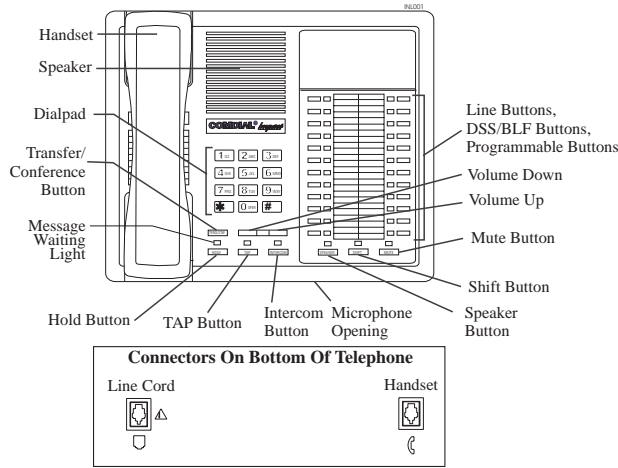 INL001
Handset
Speaker
Dialpad
Transfer/
Conference
Button
Message
Waiting
Light
Hold Button
TAP Button
Intercom
Button
Microphone
Opening
Speaker
Button
Shift Button
Mute Button
Volume Up
Volume Down
Line Buttons,
DSS/BLF Buttons,
Programmable Buttons
COMDIAL® Impact
1 2 3
4 5 6
7 8 9
* 0 #
Connectors On Bottom Of Telephone
Line Cord
Handset